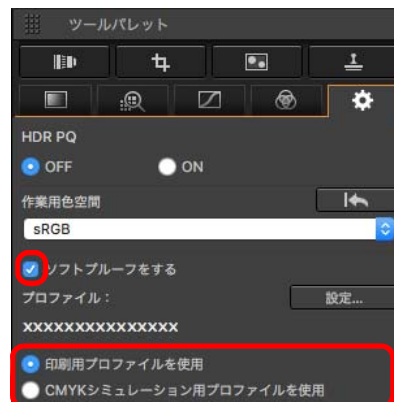 ツールパレット
HDR PQ
OFF ON
作業用色空間
sRGB
ソフトプルーフをする
プロファイル： 設定...
xxxxxxxxxxxxxxx
印刷用プロファイルを使用
CMYKシミュレーション用プロファイルを使用